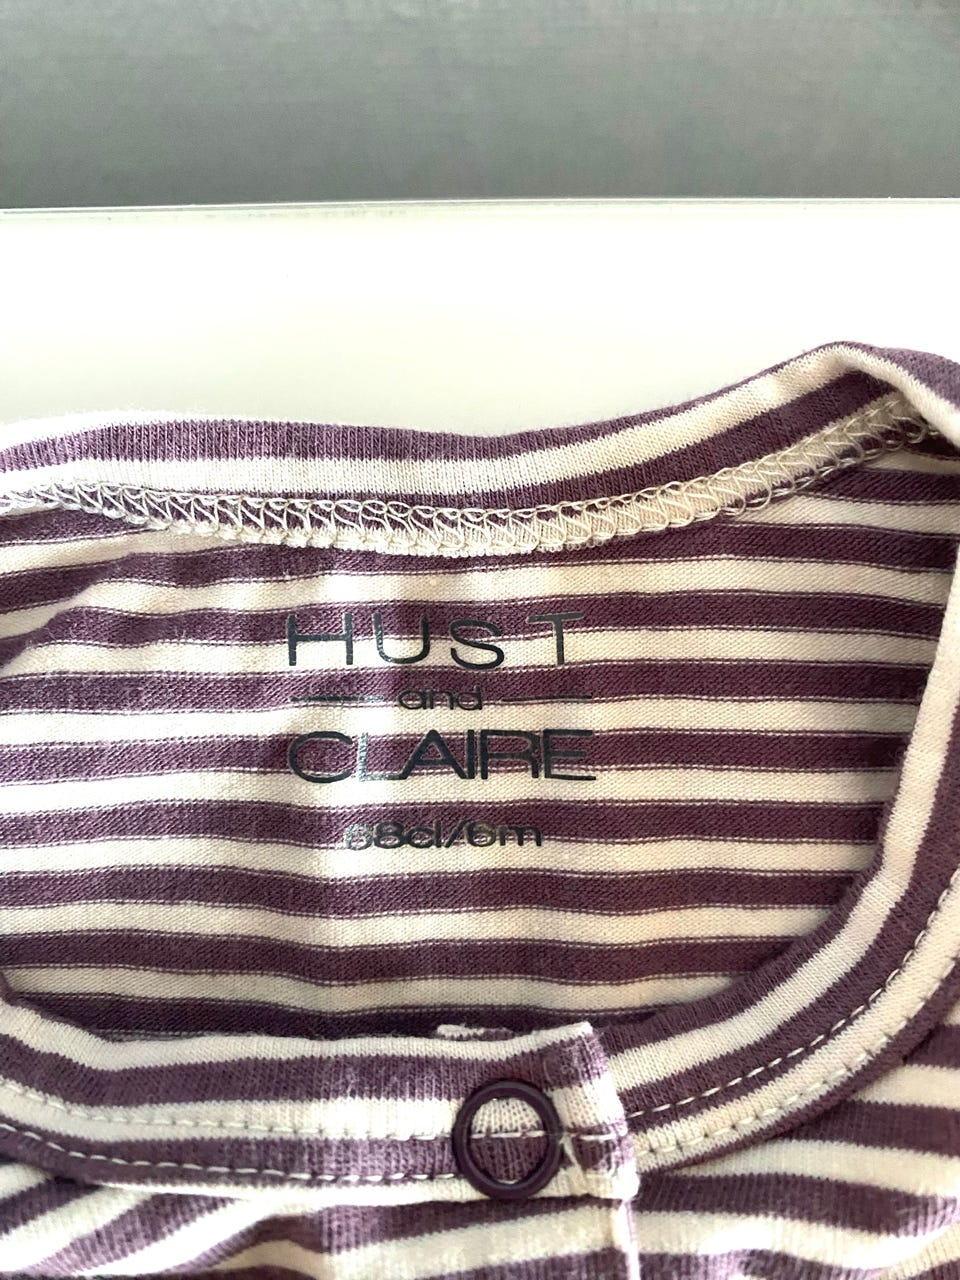 HUST
and
CLAIRE
68cl/6m